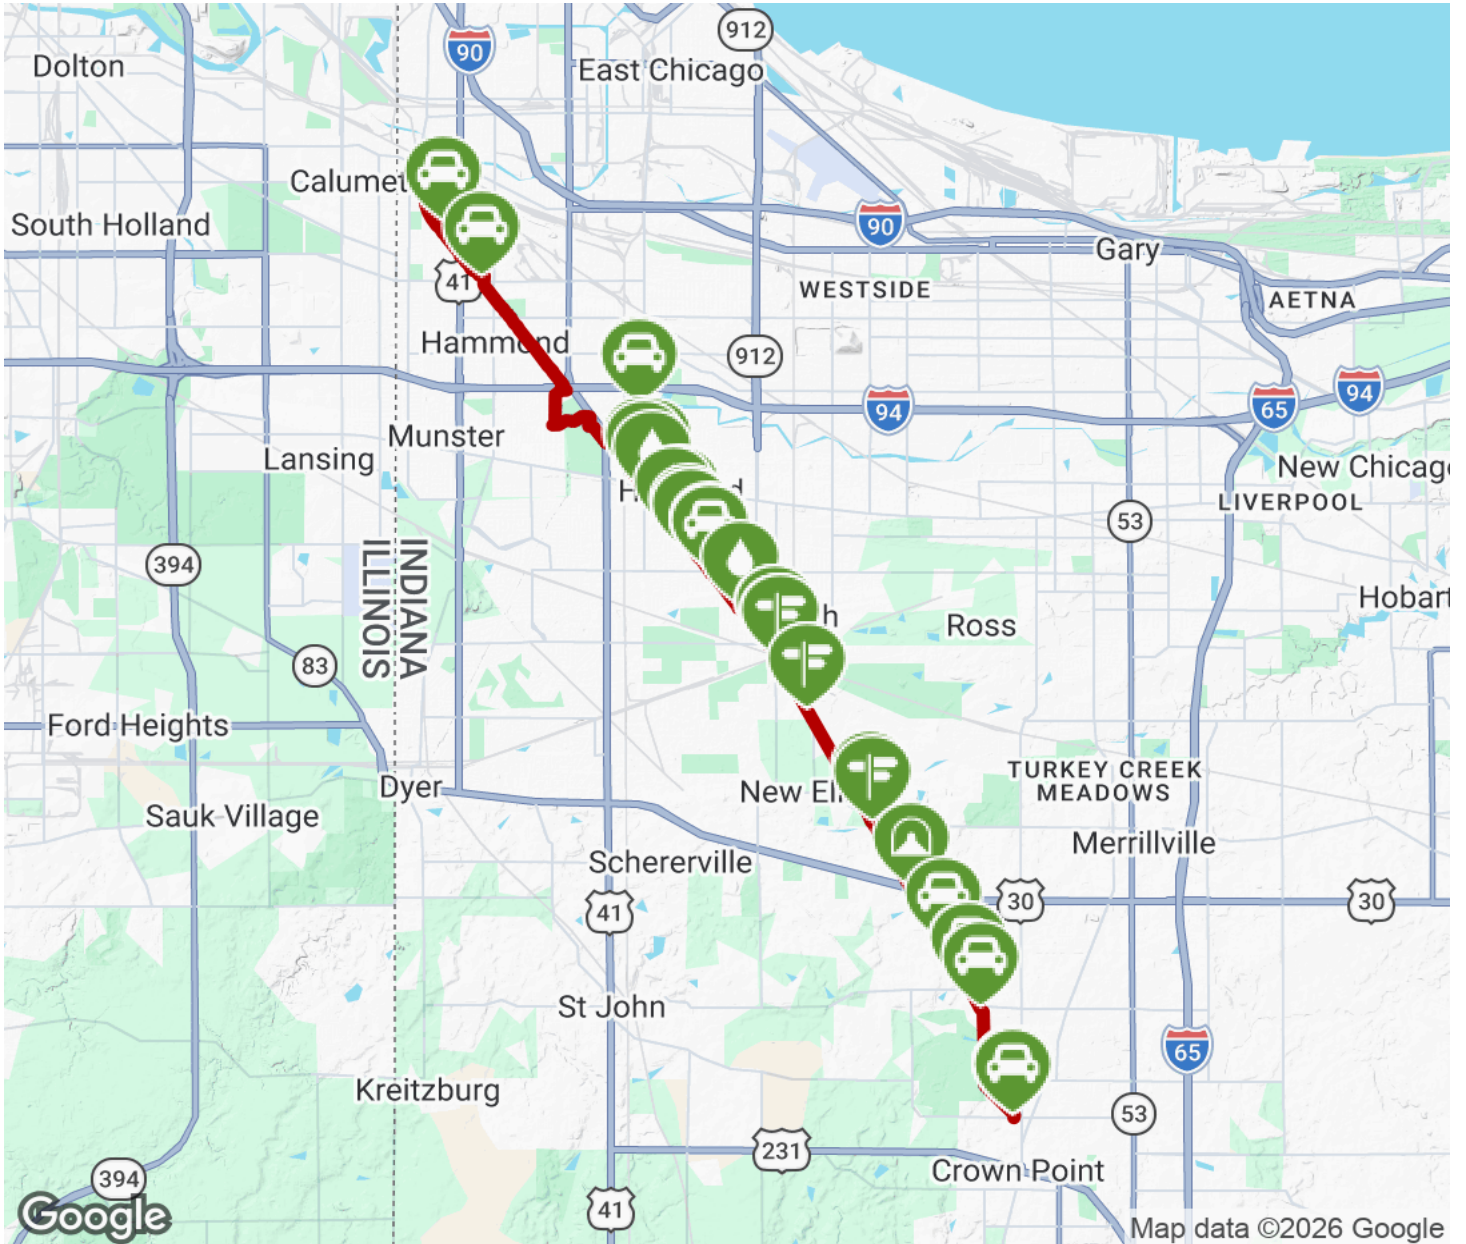 912
90
Dolton
East Chicago
Calumet
South Holland
90
Gary
41
WESTSIDE
AETNA
Hammond
912
94
65
94
Munster
Lansing
New Chicago
LIVERPOOL
53
394
INDIANA
ILLINOIS
Hobart
Ross
83
Ford Heights
TURKEY CREEK
MEADOWS
Dyer
New El
Sauk Village
Merrillville
Schererville
41
30
30
St John
65
Kreitzburg
53
231
Crown Point
394
41
Google
Map data ©2026 Google